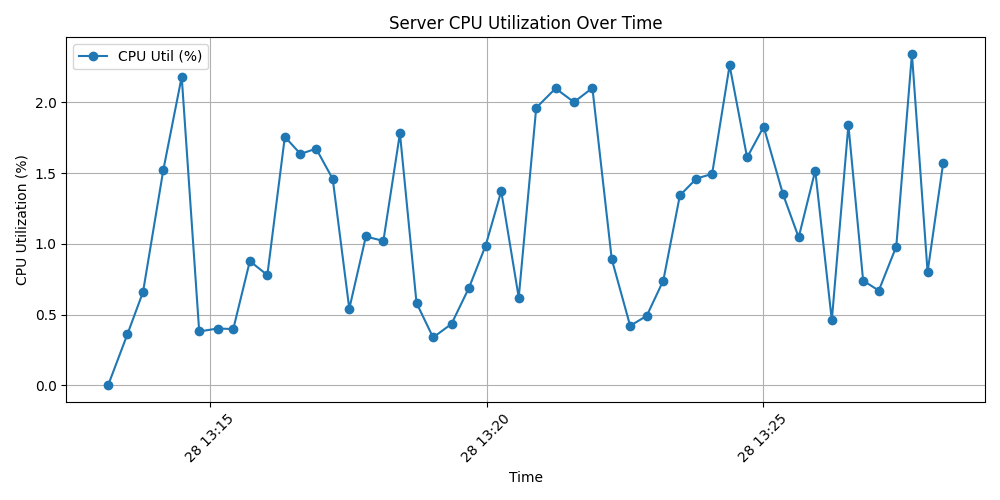 Server CPU Utilization Over Time
CPU Util (%)
CPU Utilization (%)
2.0
1.5
1.0
0.5
0.0
28 13:15
28 13:20
28 13:25
Time